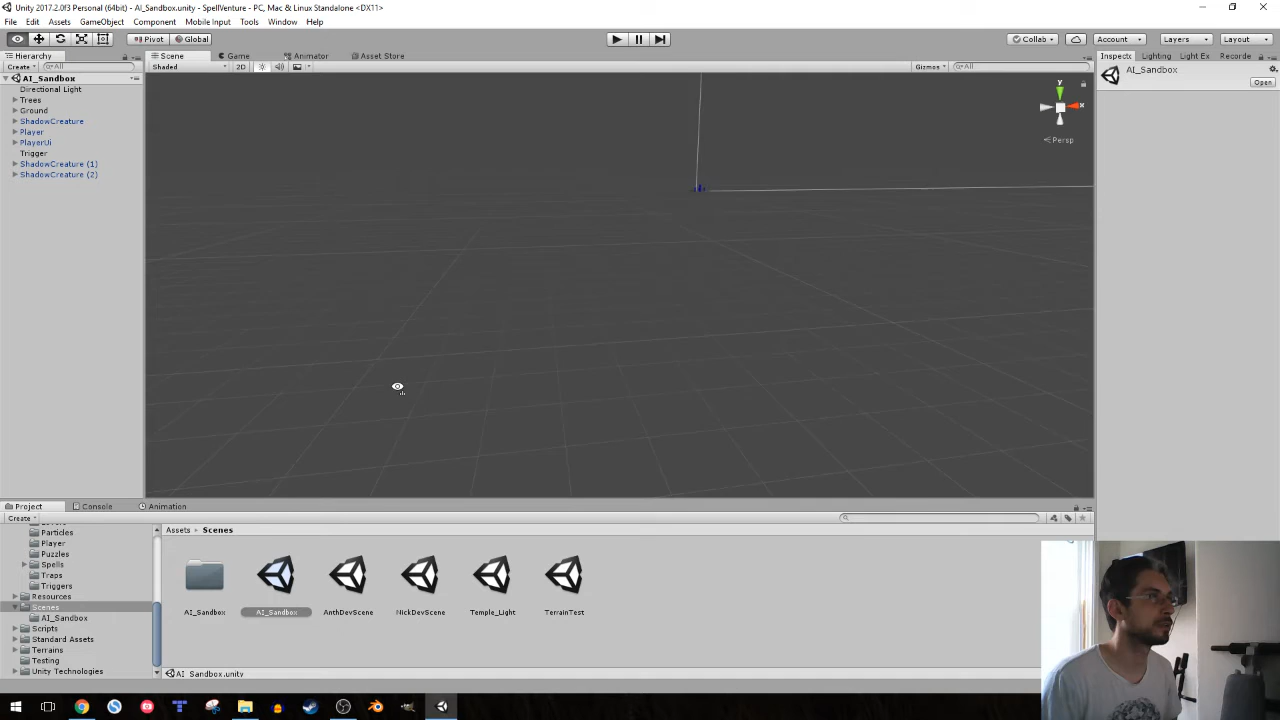 Unity 2017.2.0f3 Personal (64bit) - AI_Sandbox.unity - SpellVenture - PC, Mac & Linux Standalone <DX11>
File Edit Assets GameObject Component Mobile Input Tools Window Help
Pivot Global Collab Account Layers Layout
Hierarchy Scene Game Animator Asset Store Inspecto Lighting Light Ex Recorde
Create All Shaded 2D Gizmos All AI_Sandbox
Open
AI_Sandbox
Directional Light
Trees
Ground
ShadowCreature
Player
PlayerUi
Trigger
ShadowCreature (1)
ShadowCreature (2)
y
x
Persp
Project Console Animation
Create
Assets Scenes
Particles
Player
Puzzles
Spells
Traps
Triggers
Resources
Scenes
AI_Sandbox
Scripts
Standard Assets
Terrains
Testing
Unity Technologies
AI_Sandbox AI_Sandbox AnthDevScene NickDevScene Temple_Light TerrainTest
AI_Sandbox.unity